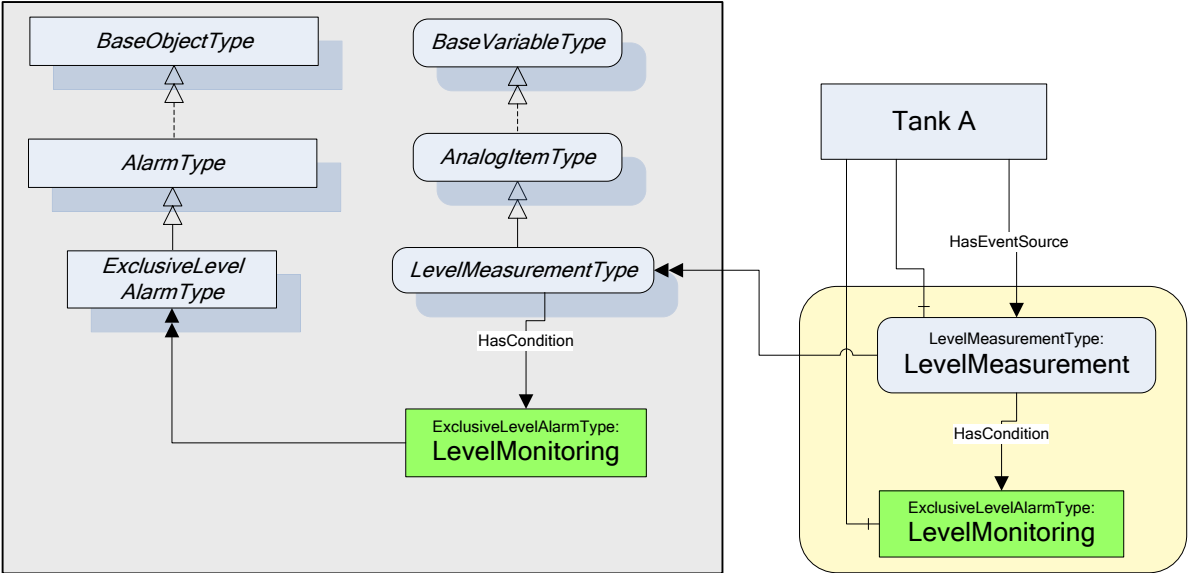 BaseObjectType
BaseVariableType
Tank A
AlarmType
AnalogItemType
HasEventSource
ExclusiveLevel
AlarmType
LevelMeasurementType
HasCondition
LevelMeasurementType:
LevelMeasurement
ExclusiveLevelAlarmType:
LevelMonitoring
HasCondition
ExclusiveLevelAlarmType:
LevelMonitoring